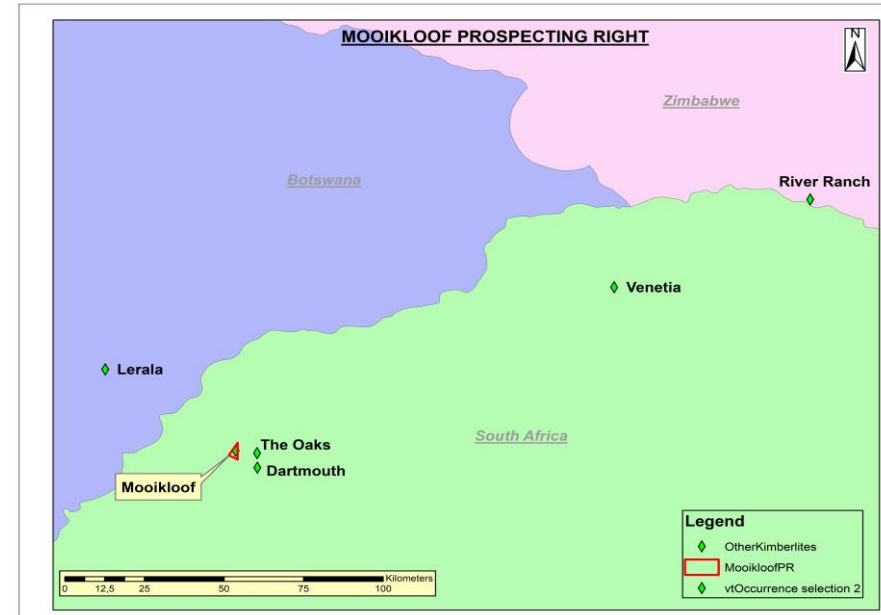 MOOIKLOOF PROSPECTING RIGHT
N
Zimbabwe
Botswana
River Ranch
Venetia
Lerala
South Africa
The Oaks
Dartmouth
Mooikloof
Legend
OtherKimberlites
MooikloofPR
vtOccurrence selection 2
Kilometers
0 12,5 25 50 75 100